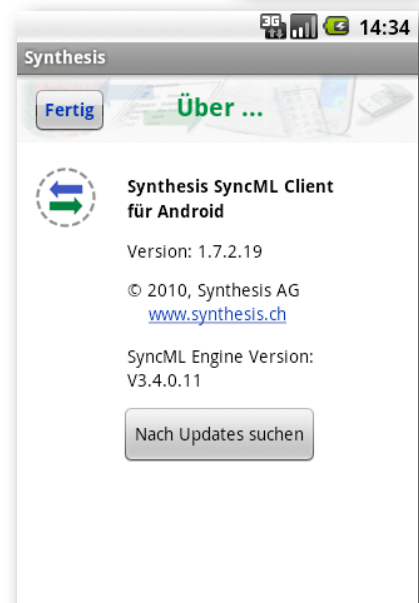 3G 14:34
Synthesis
Fertig Über ...
Synthesis SyncML Client
für Android
Version: 1.7.2.19
© 2010, Synthesis AG
www.synthesis.ch
SyncML Engine Version:
V3.4.0.11
Nach Updates suchen